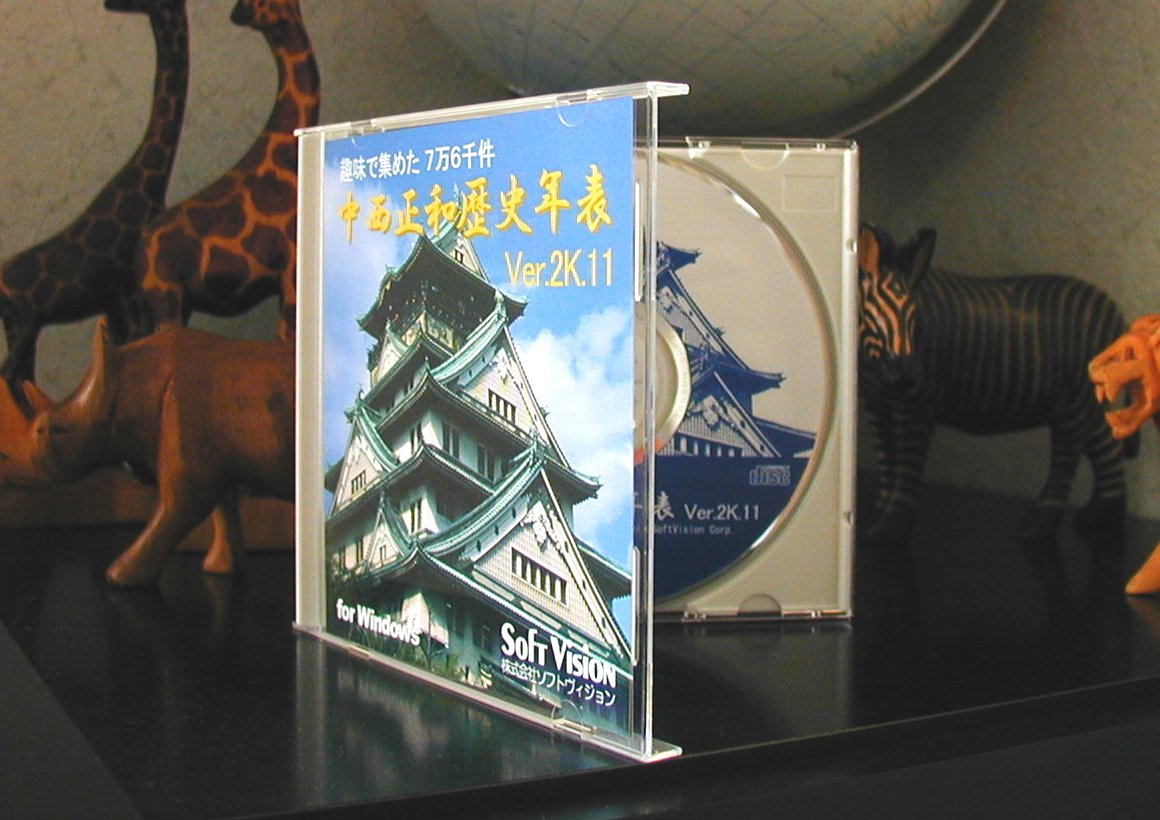 趣味で集めた 7万6千件
中西正和歴史年表
Ver.2K.11
for Windows
SOFT VISION
株式会社ソフトヴィジョン
disc
年表 Ver.2K.11
SoftVision Corp.